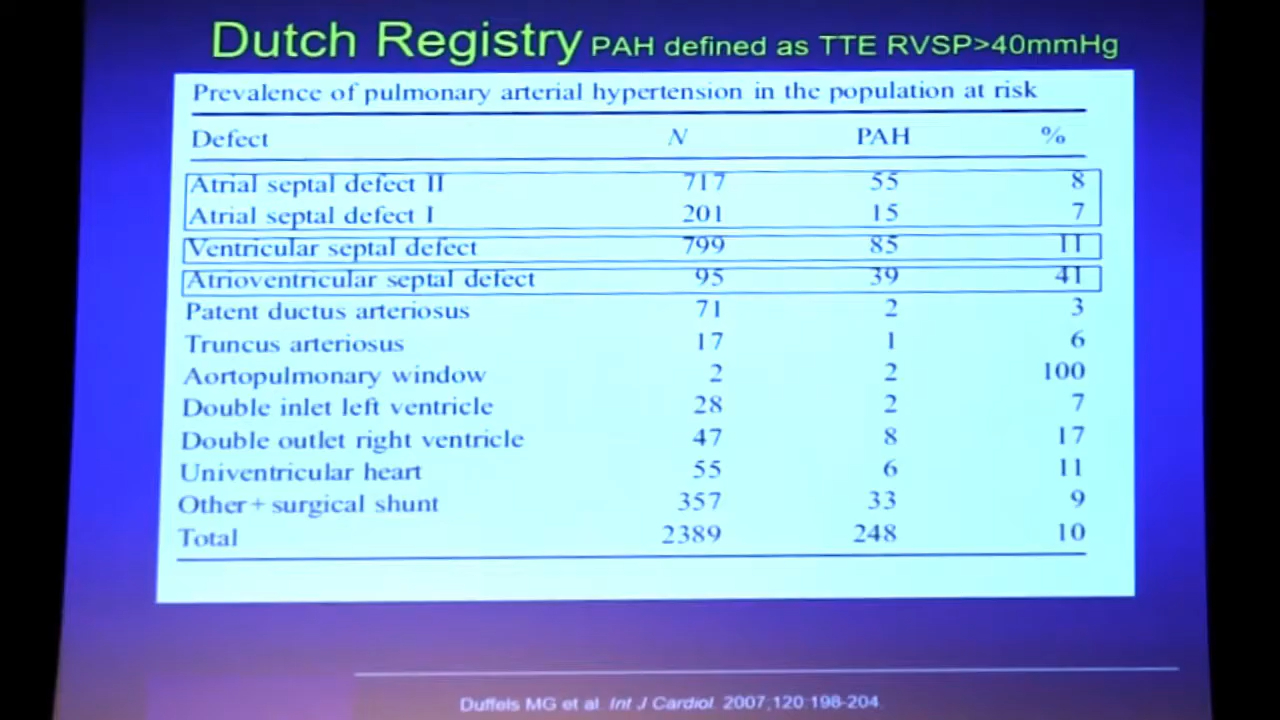 Dutch Registry PAH defined as TTE RVSP>40mmHg
Prevalence of pulmonary arterial hypertension in the population at risk
Defect N PAH %
Atrial septal defect II 717 55 8
Atrial septal defect I 201 15 7
Ventricular septal defect 799 85 11
Atrioventricular septal defect 95 39 41
Patent ductus arteriosus 71 2 3
Truncus arteriosus 17 1 6
Aortopulmonary window 2 2 100
Double inlet left ventricle 28 2 7
Double outlet right ventricle 47 8 17
Univentricular heart 55 6 11
Other + surgical shunt 357 33 9
Total 2389 248 10
Duffels MG et al. Int J Cardiol. 2007;120:198-204.